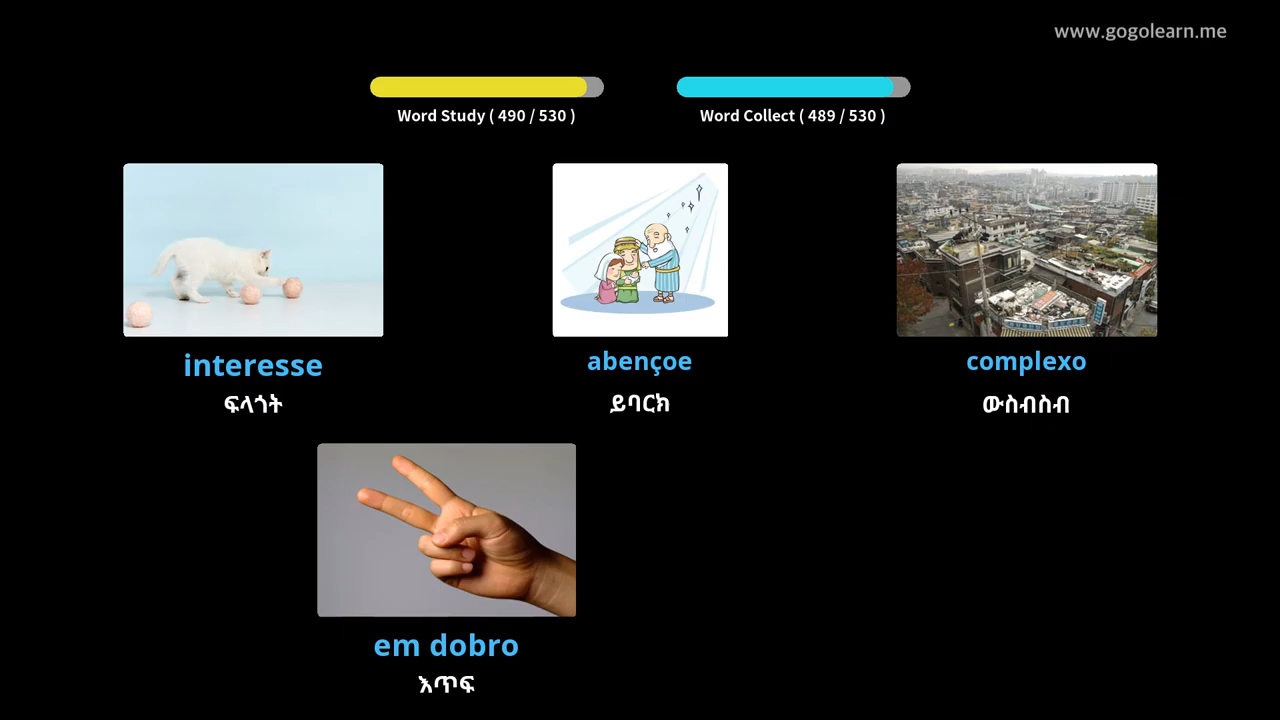 www.gogolearn.me
Word Study ( 490 / 530 )
Word Collect ( 489 / 530 )
interesse
ፍላጎት
abençoe
ይባርክ
complexo
ውስብስብ
em dobro
እጥፍ